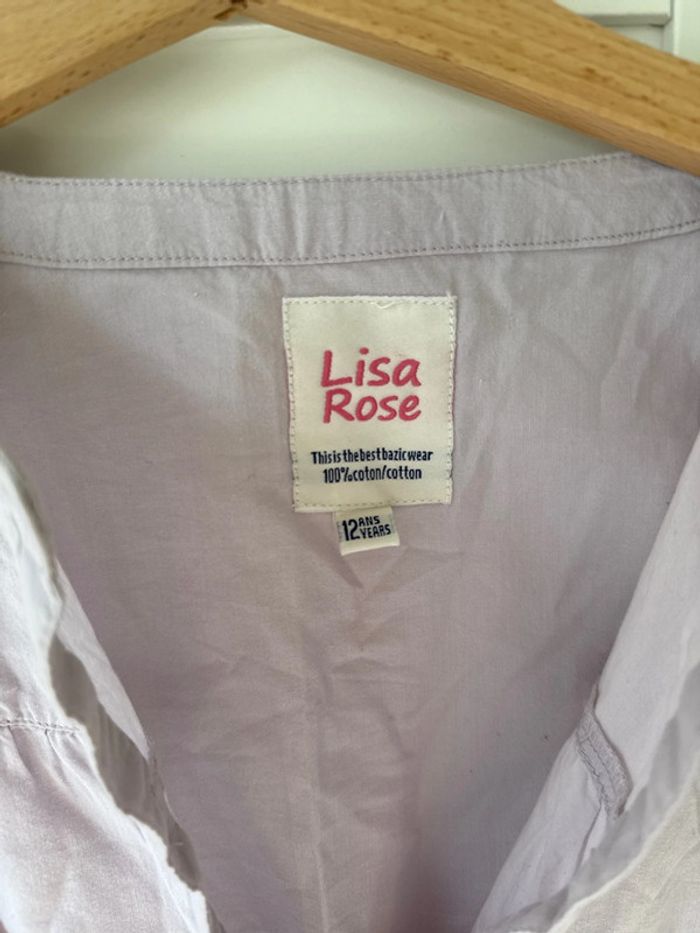 Lisa
Rose
This is the best bazic wear
100% coton/cotton
12 ANS
YEARS